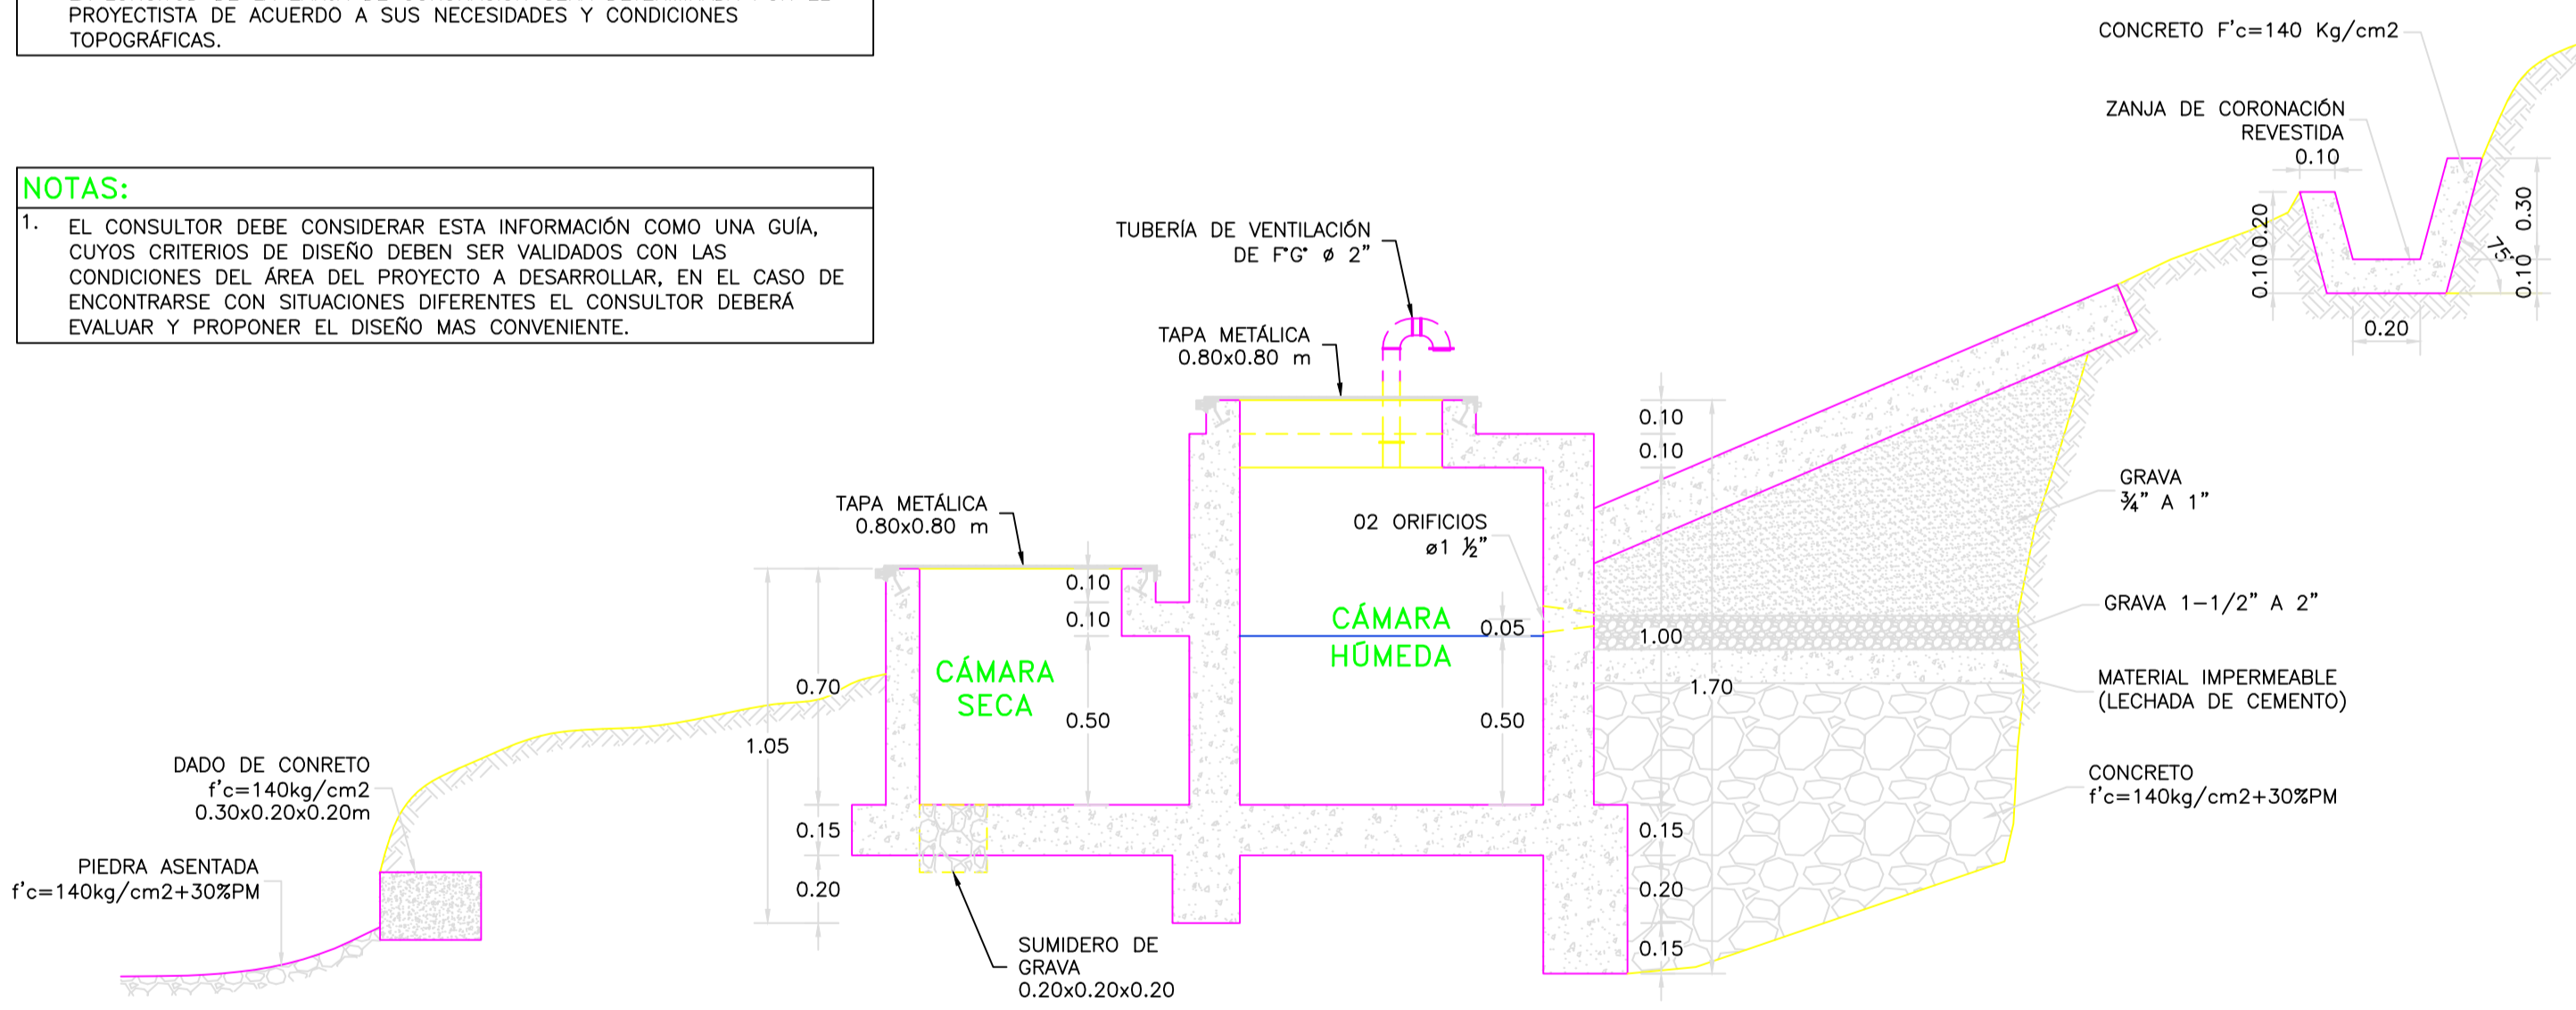 PROYECTISTA DE ACUERDO A SUS NECESIDADES Y CONDICIONES
TOPOGRÁFICAS.
NOTAS:
1. EL CONSULTOR DEBE CONSIDERAR ESTA INFORMACIÓN COMO UNA GUÍA,
CUYOS CRITERIOS DE DISEÑO DEBEN SER VALIDADOS CON LAS
CONDICIONES DEL ÁREA DEL PROYECTO A DESARROLLAR, EN EL CASO DE
ENCONTRARSE CON SITUACIONES DIFERENTES EL CONSULTOR DEBERÁ
EVALUAR Y PROPONER EL DISEÑO MAS CONVENIENTE.
CONCRETO F'c=140 Kg/cm2
ZANJA DE CORONACIÓN
REVESTIDA
0.10
0.20
0.10
0.30
0.10
75°
0.20
TUBERÍA DE VENTILACIÓN
DE F°G° ø 2"
TAPA METÁLICA
0.80x0.80 m
TAPA METÁLICA
0.80x0.80 m
02 ORIFICIOS
ø1 ½"
0.10
0.10
1.00
1.70
0.15
0.20
0.15
GRAVA
¾" A 1"
GRAVA 1-1/2" A 2"
MATERIAL IMPERMEABLE
(LECHADA DE CEMENTO)
CONCRETO
f'c=140kg/cm2+30%PM
CÁMARA
HÚMEDA
0.05
0.50
CÁMARA
SECA
0.10
0.10
0.50
0.70
1.05
0.15
0.20
DADO DE CONRETO
f'c=140kg/cm2
0.30x0.20x0.20m
PIEDRA ASENTADA
f'c=140kg/cm2+30%PM
SUMIDERO DE
GRAVA
0.20x0.20x0.20